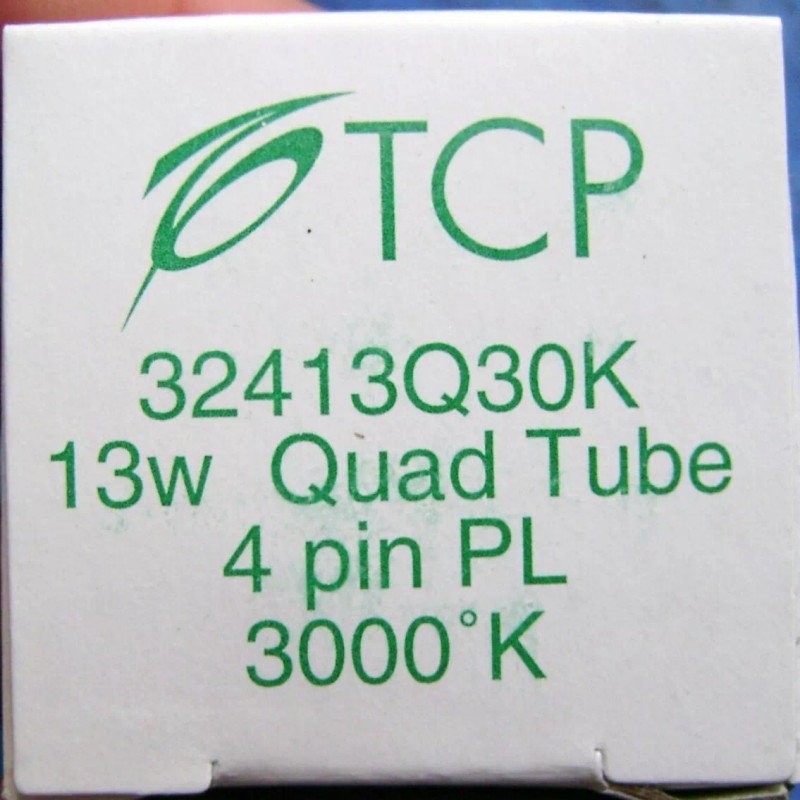 TCP
32413Q30K
13w Quad Tube
4 pin PL
3000°K